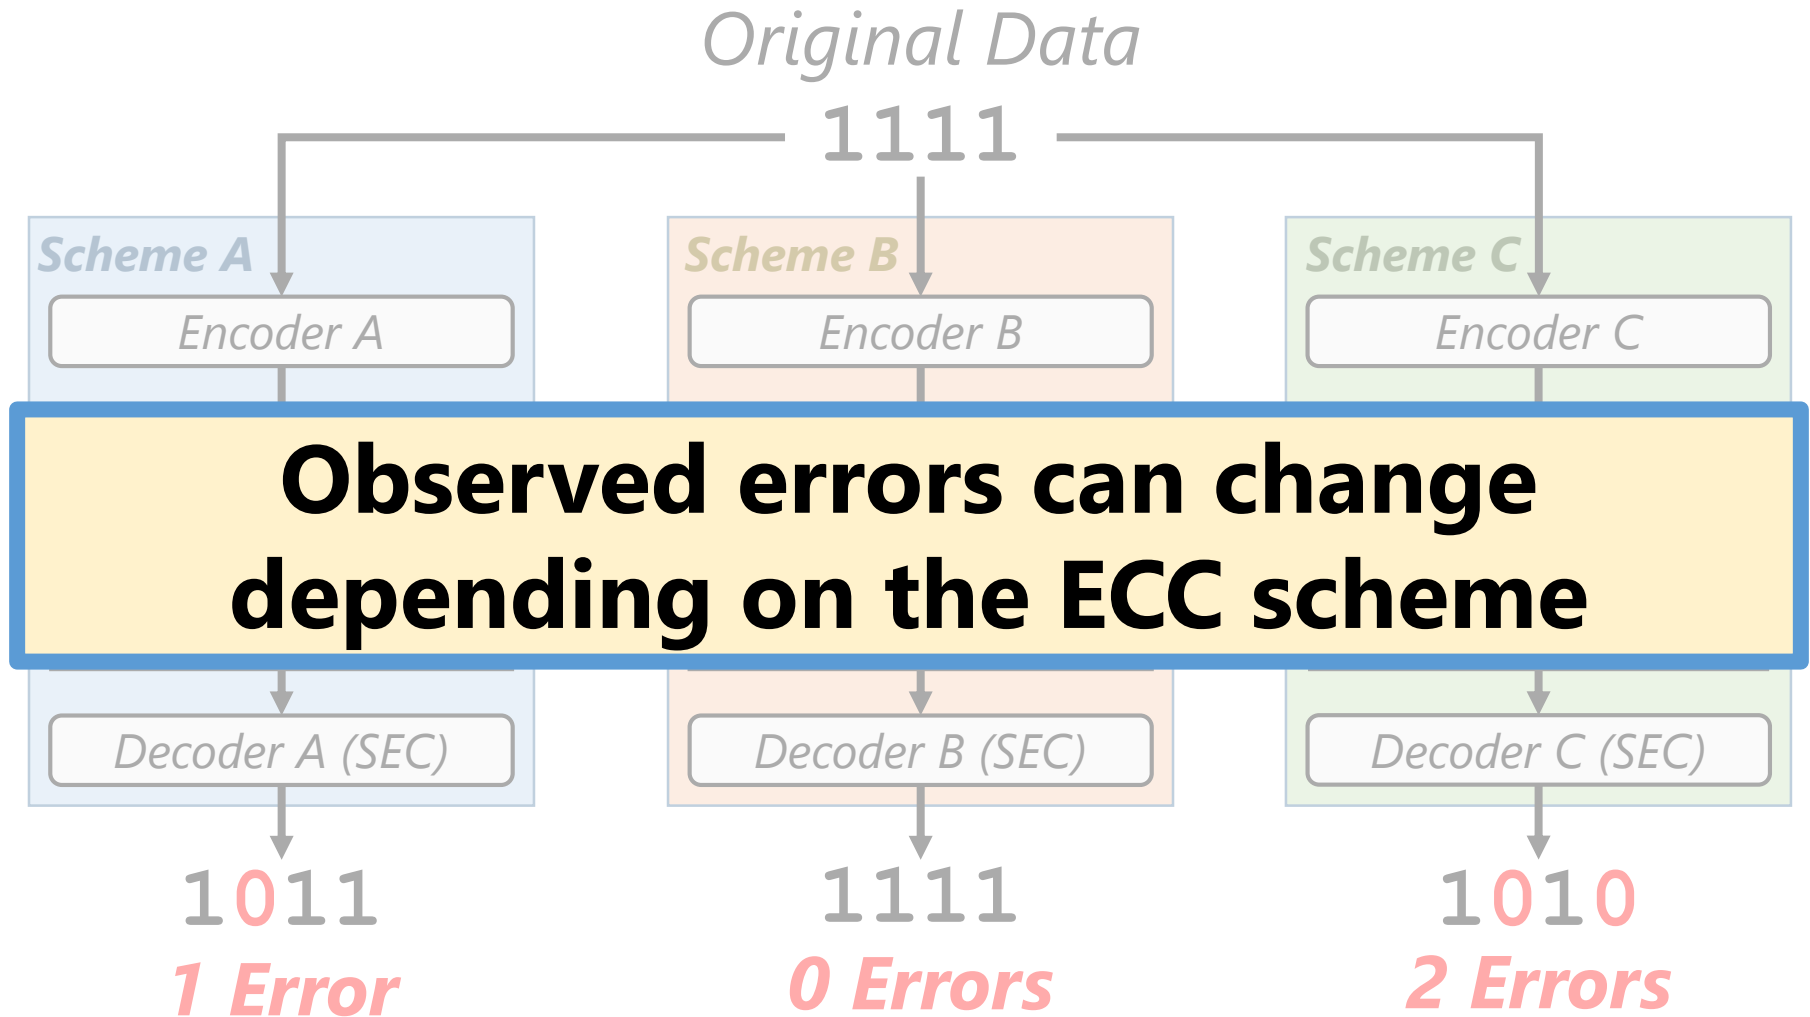 Original Data
1111
Scheme A
Scheme B
Scheme C
Encoder A
Encoder B
Encoder C
Observed errors can change
depending on the ECC scheme
Decoder A (SEC)
Decoder B (SEC)
Decoder C (SEC)
1011
1111
1010
1 Error
0 Errors
2 Errors